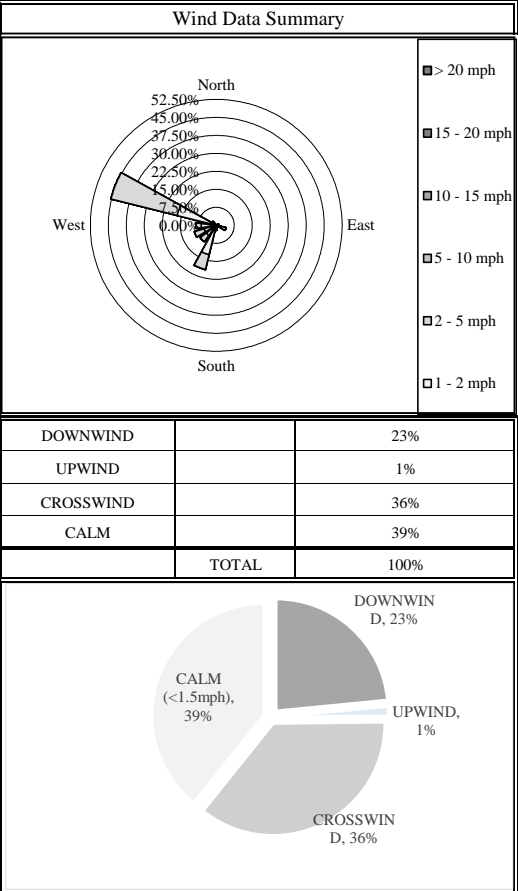 Wind Data Summary
North
52.50%
45.00%
37.50%
30.00%
22.50%
15.00%
7.50%
0.00%
West
East
South
> 20 mph
15 - 20 mph
10 - 15 mph
5 - 10 mph
2 - 5 mph
1 - 2 mph
DOWNWIND 23%
UPWIND 1%
CROSSWIND 36%
CALM 39%
TOTAL 100%
DOWNWIN
D, 23%
UPWIND,
1%
CROSSWIN
D, 36%
CALM
(<1.5mph),
39%